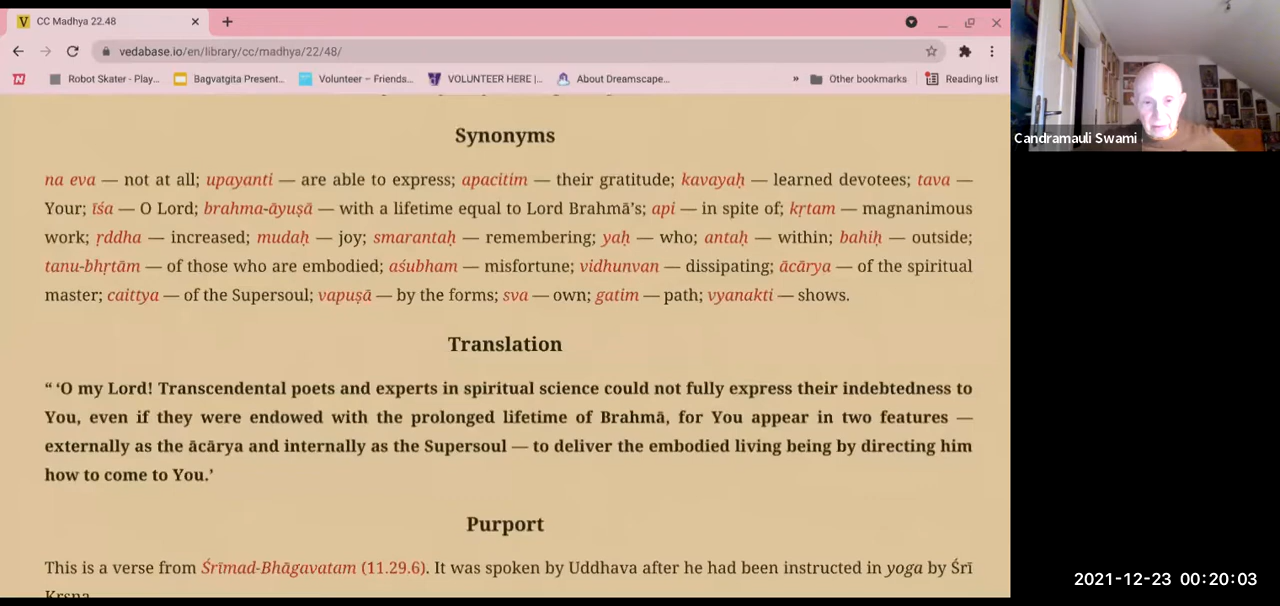 CC Madhya 22.48
vedabase.io/en/library/cc/madhya/22/48/
Robot Skater - Play... Bagvatgita Present... Volunteer – Friends... VOLUNTEER HERE |... About Dreamscape... » Other bookmarks Reading list
Candramauli Swami
Synonyms
na eva — not at all; upayanti — are able to express; apacitim — their gratitude; kavayaḥ — learned devotees; tava —
Your; īśa — O Lord; brahma-āyuṣā — with a lifetime equal to Lord Brahmā’s; api — in spite of; kṛtam — magnanimous
work; ṛddha — increased; mudaḥ — joy; smarantaḥ — remembering; yaḥ — who; antaḥ — within; bahiḥ — outside;
tanu-bhṛtām — of those who are embodied; aśubham — misfortune; vidhunvan — dissipating; ācārya — of the spiritual
master; caittya — of the Supersoul; vapuṣā — by the forms; sva — own; gatim — path; vyanakti — shows.
Translation
“ ‘O my Lord! Transcendental poets and experts in spiritual science could not fully express their indebtedness to
You, even if they were endowed with the prolonged lifetime of Brahmā, for You appear in two features —
externally as the ācārya and internally as the Supersoul — to deliver the embodied living being by directing him
how to come to You.’
Purport
This is a verse from Śrīmad-Bhāgavatam (11.29.6). It was spoken by Uddhava after he had been instructed in yoga by Śrī
2021-12-23 00:20:03